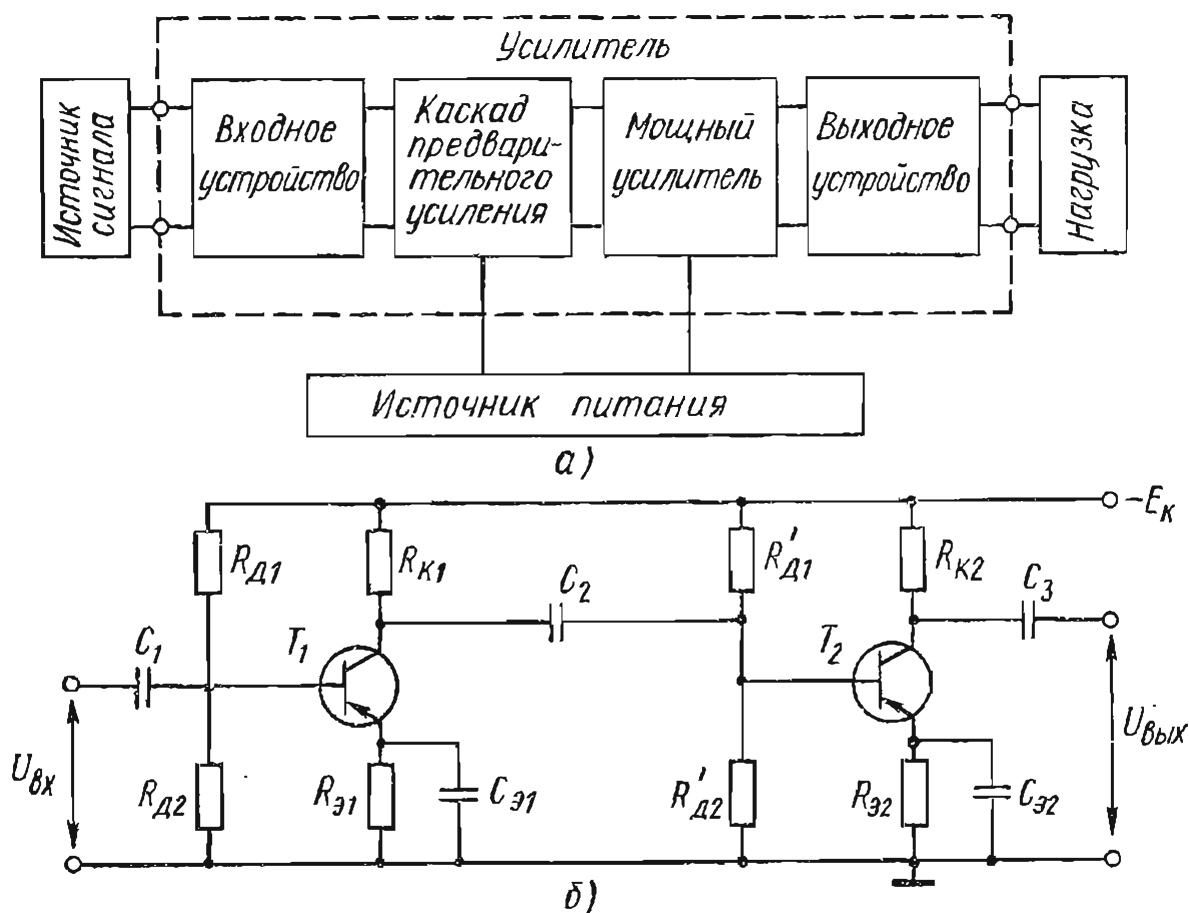 Усилитель
Источник
сигнала
Входное
устройство
Каскад
предвари-
тельного
усиления
Мощный
усилитель
Выходное
устройство
Нагрузка
Источник питания
а)
-Eк
RД1
Rк1
C2
R'Д1
Rк2
C3
C1
T1
T2
Uвх
Uвых
RД2
Rэ1
Cэ1
R'Д2
Rэ2
Cэ2
б)